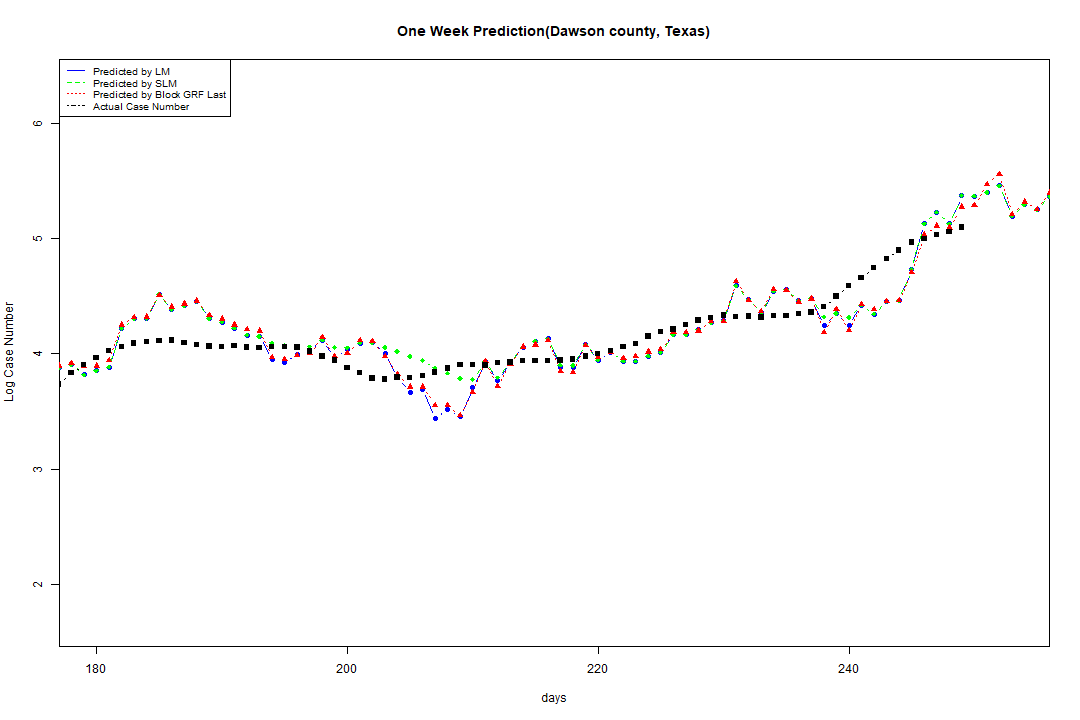 One Week Prediction(Dawson county, Texas)
Predicted by LM
Predicted by SLM
Predicted by Block GRF Last
Actual Case Number
6
5
4
3
2
Log Case Number
180
200
220
240
days